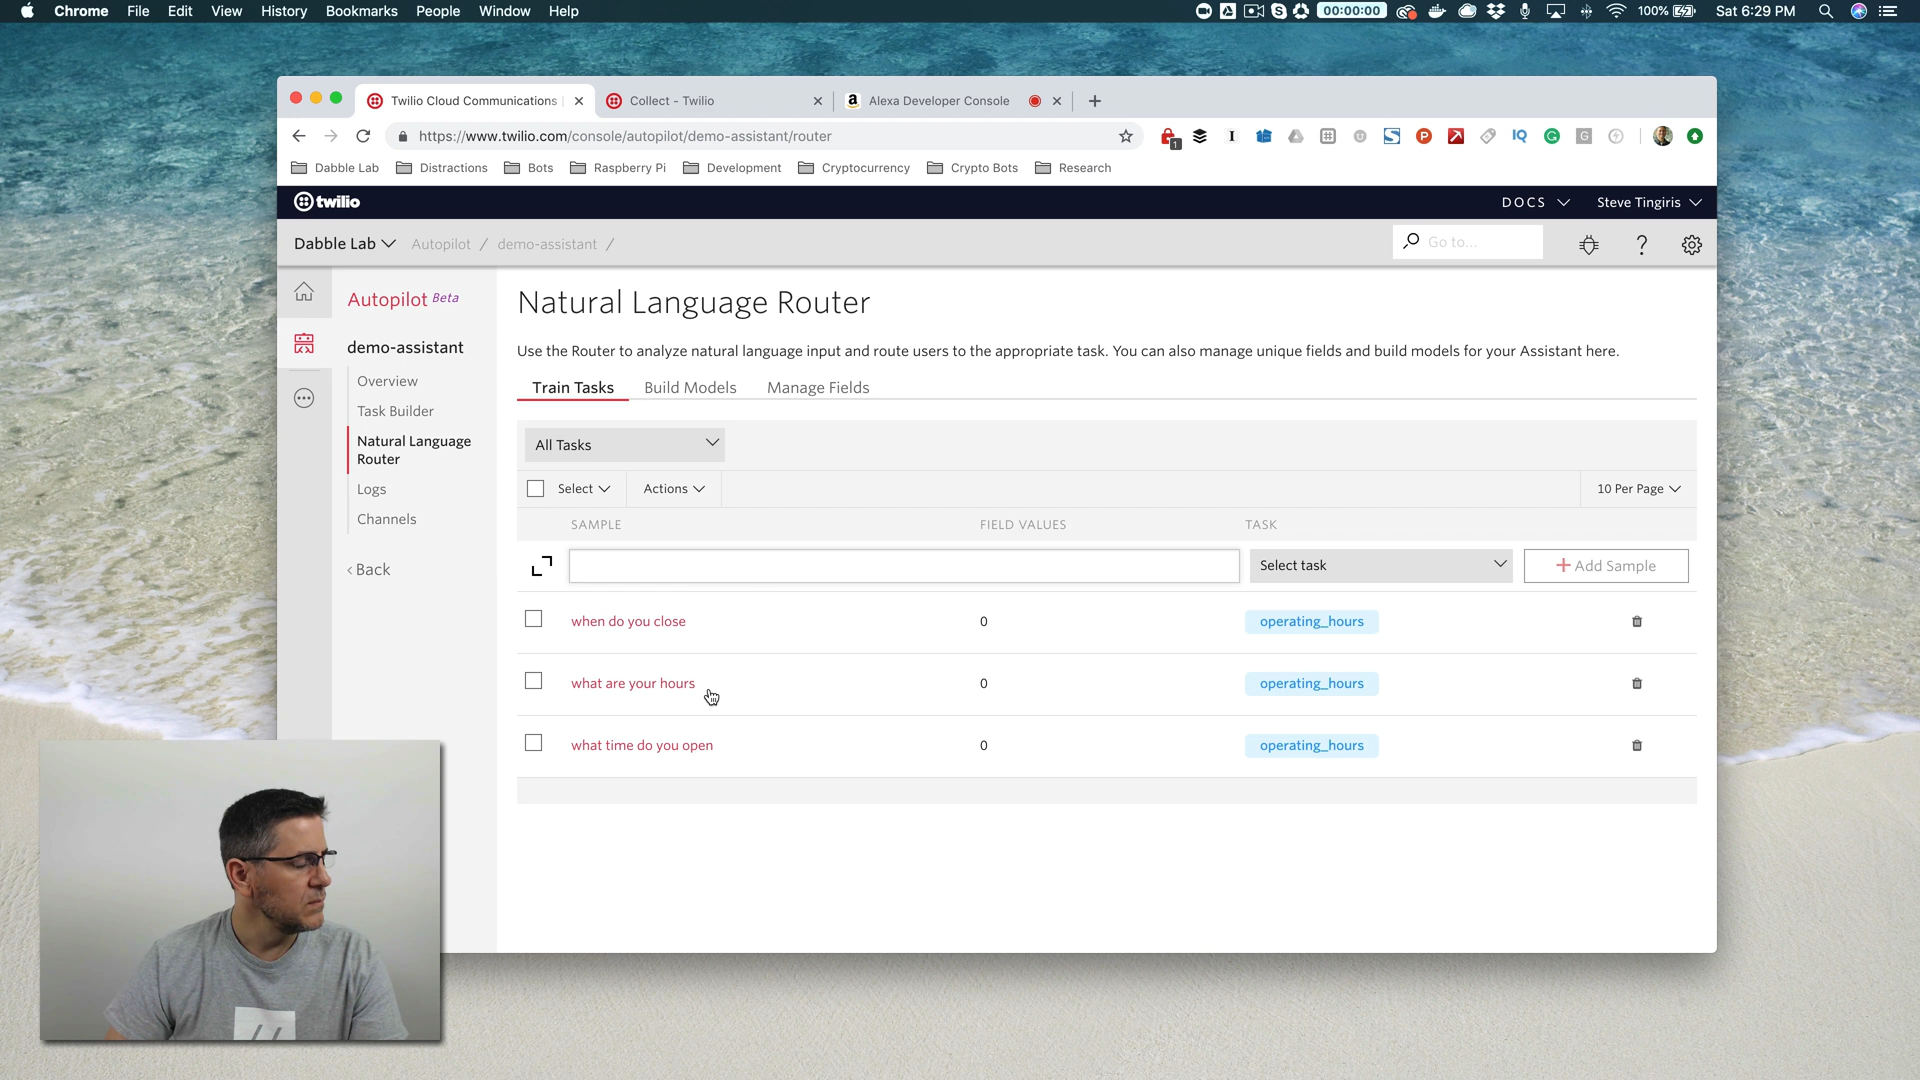 Chrome File Edit View History Bookmarks People Window Help
00:00:00 100% Sat 6:29 PM
Twilio Cloud Communications
Collect - Twilio
Alexa Developer Console
https://www.twilio.com/console/autopilot/demo-assistant/router
1
Dabble Lab Distractions Bots Raspberry Pi Development Cryptocurrency Crypto Bots Research
twilio
DOCS
Steve Tingiris
Dabble Lab Autopilot / demo-assistant /
Go to...
Autopilot Beta
demo-assistant
Overview
Task Builder
Natural Language
Router
Logs
Channels
< Back
Natural Language Router
Use the Router to analyze natural language input and route users to the appropriate task. You can also manage unique fields and build models for your Assistant here.
Train Tasks Build Models Manage Fields
All Tasks
Select Actions 10 Per Page
SAMPLE FIELD VALUES TASK
Select task + Add Sample
when do you close 0 operating_hours
what are your hours 0 operating_hours
what time do you open 0 operating_hours
//